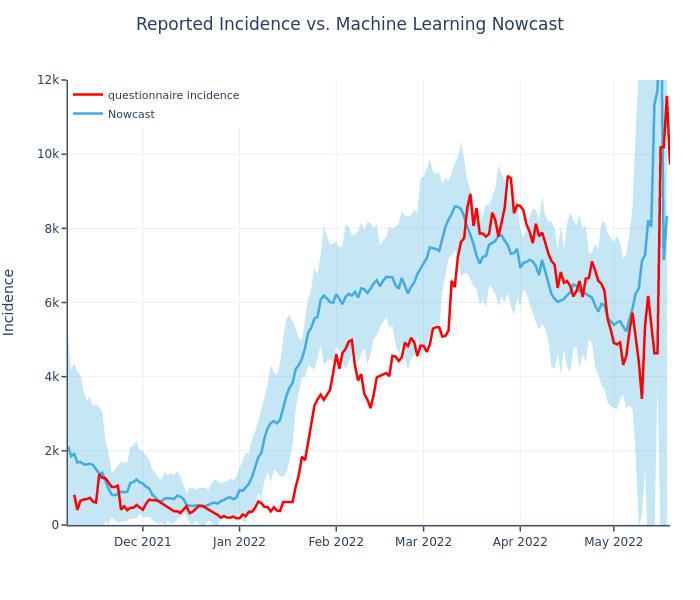 Reported Incidence vs. Machine Learning Nowcast
12k
10k
8k
6k
4k
2k
0
Incidence
questionnaire incidence
Nowcast
Dec 2021
Jan 2022
Feb 2022
Mar 2022
Apr 2022
May 2022